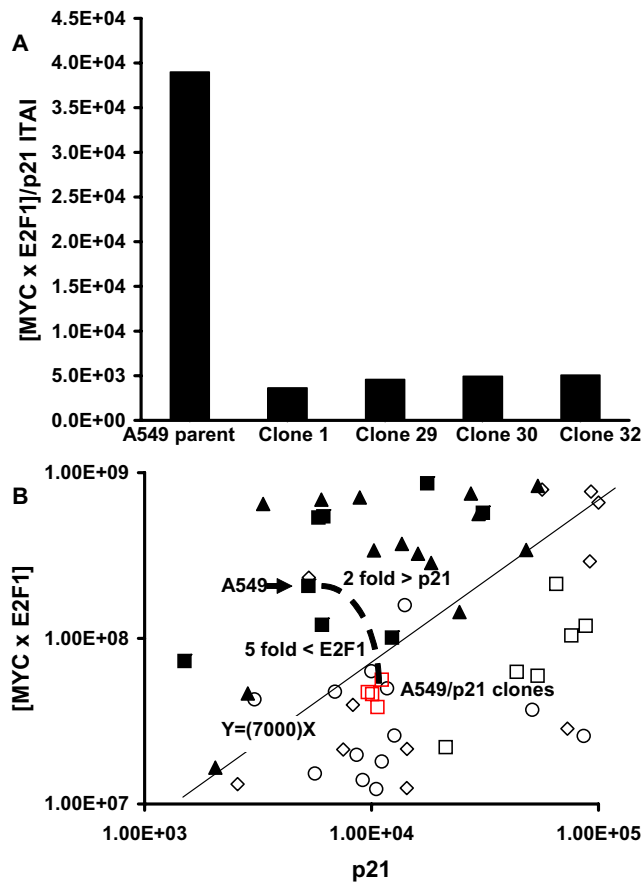 A
[MYC x E2F1]/p21 ITAI
4.5E+04
4.0E+04
3.5E+04
3.0E+04
2.5E+04
2.0E+04
1.5E+04
1.0E+04
5.0E+03
0.0E+00
A549 parent Clone 1 Clone 29 Clone 30 Clone 32
B
[MYC x E2F1]
1.00E+09
1.00E+08
1.00E+07
A549
2 fold > p21
5 fold < E2F1
A549/p21 clones
Y=(7000)X
1.00E+03 1.00E+04 1.00E+05
p21